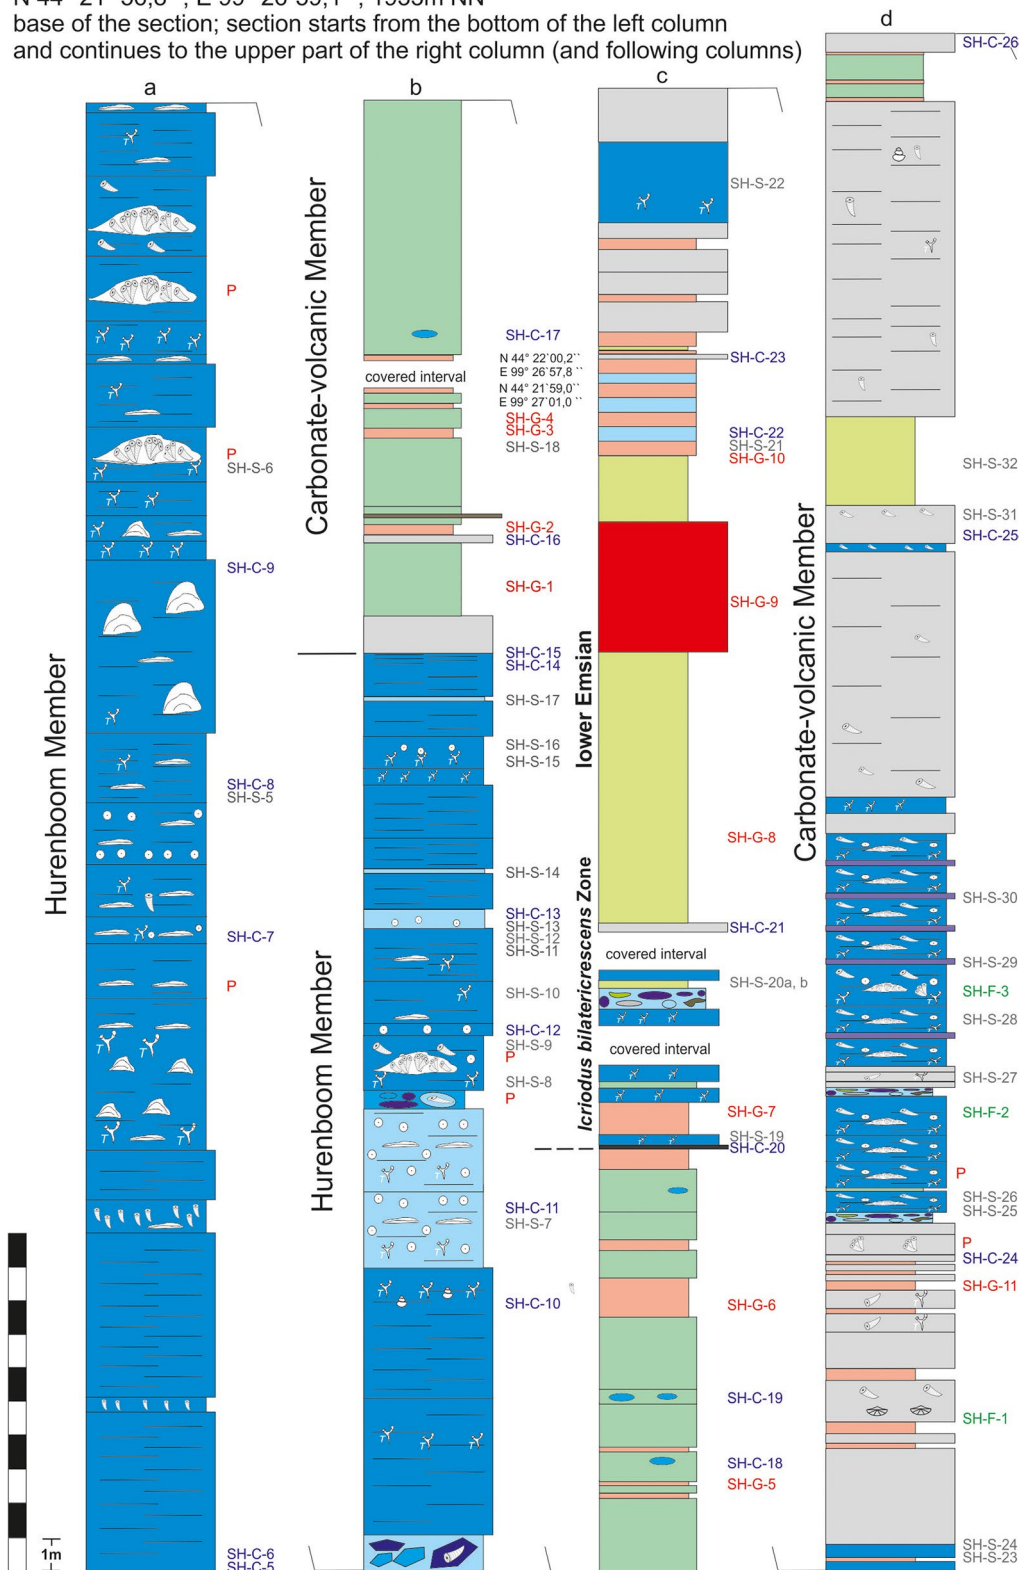 base of the section; section starts from the bottom of the left column
and continues to the upper part of the right column (and following columns)
a
Hurenboom Member
P
P
SH-S-6
SH-C-9
SH-C-8
SH-S-5
SH-C-7
P
SH-C-6
SH-C-5
1m
b
Carbonate-volcanic Member
Hurenboom Member
SH-C-17
N 44° 22`00,2``
E 99° 26`57,8 ``
covered interval
N 44° 21`59,0``
E 99° 27`01,0 ``
SH-G-4
SH-G-3
SH-S-18
SH-G-2
SH-C-16
SH-G-1
SH-C-15
SH-C-14
SH-S-17
SH-S-16
SH-S-15
SH-S-14
SH-C-13
SH-S-13
SH-S-12
SH-S-11
SH-S-10
SH-C-12
SH-S-9
P
SH-S-8
P
SH-C-11
SH-S-7
SH-C-10
c
lower Emsian
Icriodus bilatericrescens Zone
SH-S-22
SH-C-23
SH-C-22
SH-S-21
SH-G-10
SH-G-9
SH-G-8
SH-C-21
covered interval
SH-S-20a, b
covered interval
SH-G-7
SH-S-19
SH-C-20
SH-G-6
SH-C-19
SH-C-18
SH-G-5
d
Carbonate-volcanic Member
SH-C-26
SH-S-32
SH-S-31
SH-C-25
SH-S-30
SH-S-29
SH-F-3
SH-S-28
SH-S-27
SH-F-2
P
SH-S-26
SH-S-25
P
SH-C-24
SH-G-11
SH-F-1
SH-S-24
SH-S-23